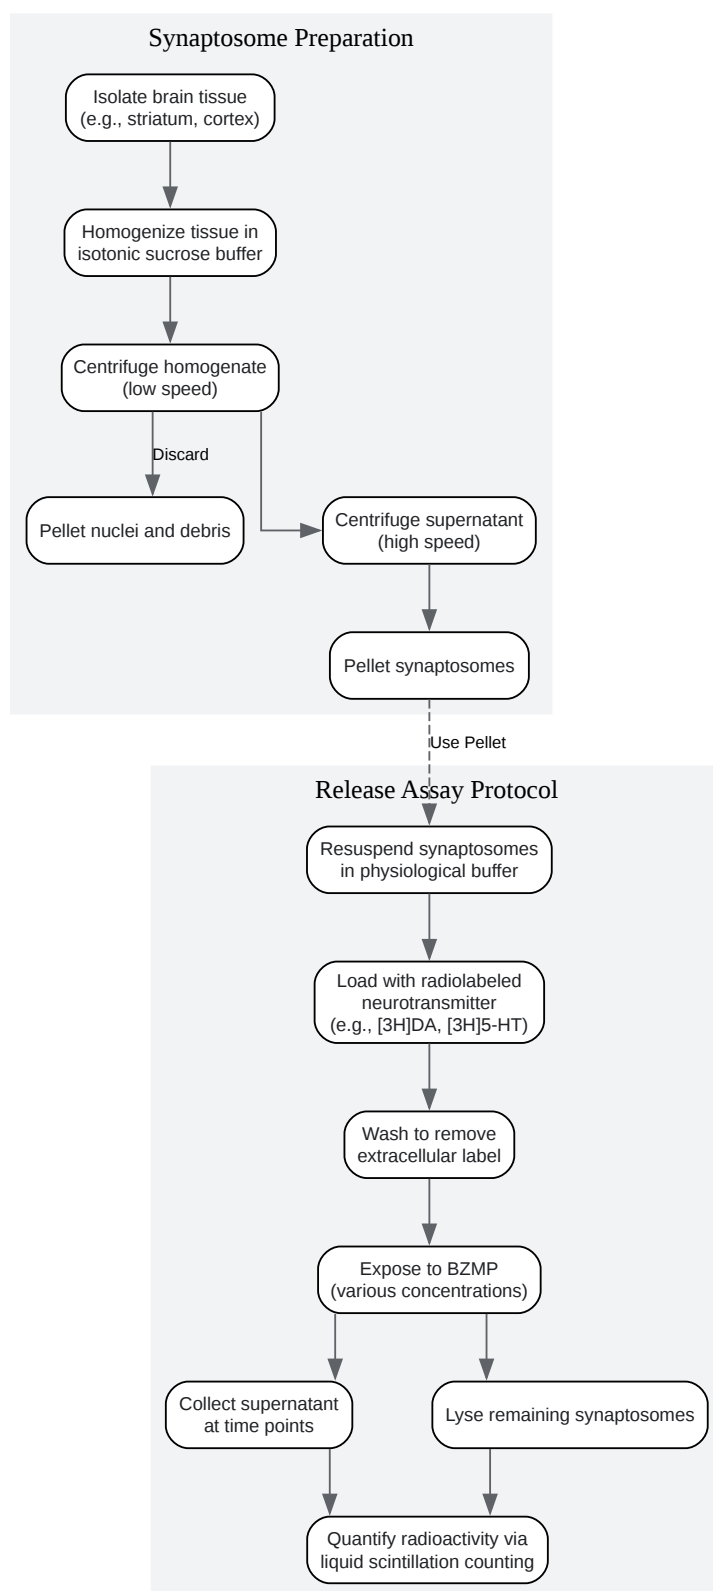 Synaptosome Preparation
Isolate brain tissue
(e.g., striatum, cortex)
Homogenize tissue in
isotonic sucrose buffer
Centrifuge homogenate
(low speed)
Discard
Pellet nuclei and debris
Centrifuge supernatant
(high speed)
Pellet synaptosomes
Use Pellet
Release Assay Protocol
Resuspend synaptosomes
in physiological buffer
Load with radiolabeled
neurotransmitter
(e.g., [3H]DA, [3H]5-HT)
Wash to remove
extracellular label
Expose to BZMP
(various concentrations)
Collect supernatant
at time points
Lyse remaining synaptosomes
Quantify radioactivity via
liquid scintillation counting